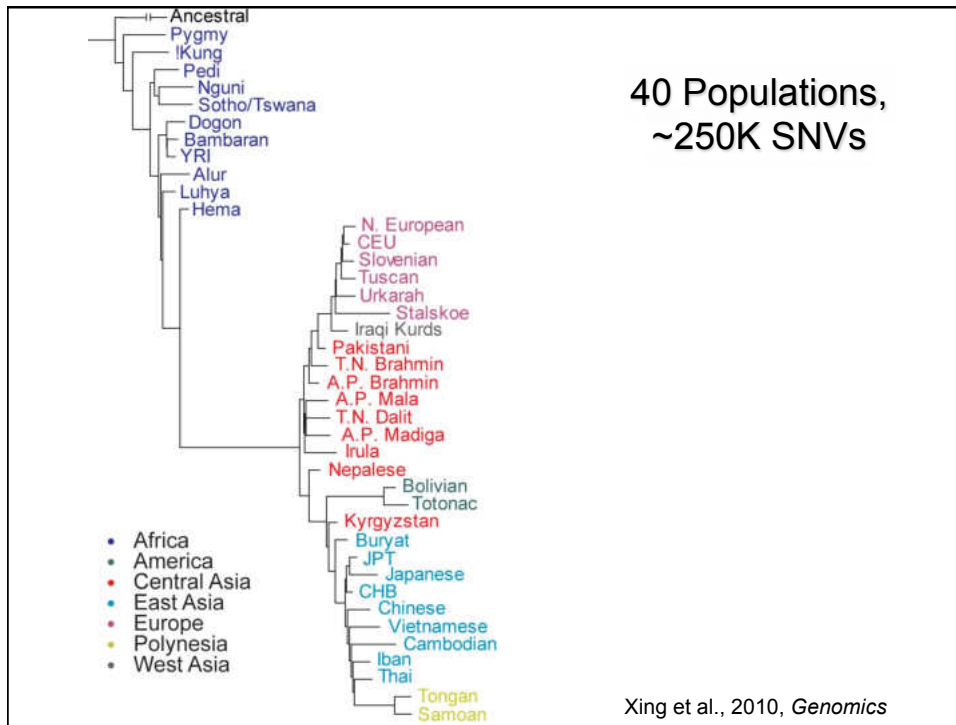 Ancestral
Pygmy
!Kung
Pedi
Nguni
Sotho/Tswana
Dogon
Bambaran
YRI
Alur
Luhya
Hema
40 Populations,
~250K SNVs
N. European
CEU
Slovenian
Tuscan
Urkarah
Stalskoe
Iraqi Kurds
Pakistani
T.N. Brahmin
A.P. Brahmin
A.P. Mala
T.N. Dalit
A.P. Madiga
Irula
Nepalese
Bolivian
Totonac
Kyrgyzstan
Buryat
JPT
Japanese
CHB
Chinese
Vietnamese
Cambodian
Iban
Thai
Tongan
Samoan
• Africa
• America
• Central Asia
• East Asia
• Europe
• Polynesia
• West Asia
Xing et al., 2010, Genomics